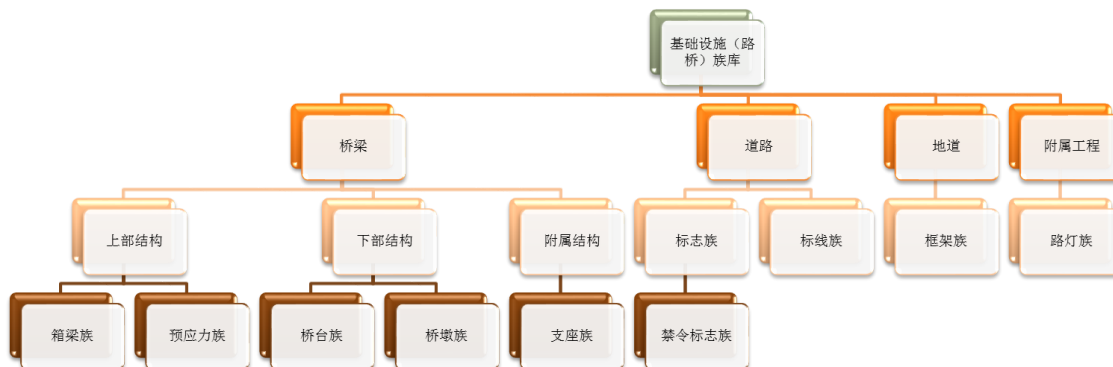 基础设施（路
桥）族库
桥梁
道路
地道
附属工程
上部结构
下部结构
附属结构
标志族
标线族
框架族
路灯族
箱梁族
预应力族
桥台族
桥墩族
支座族
禁令标志族